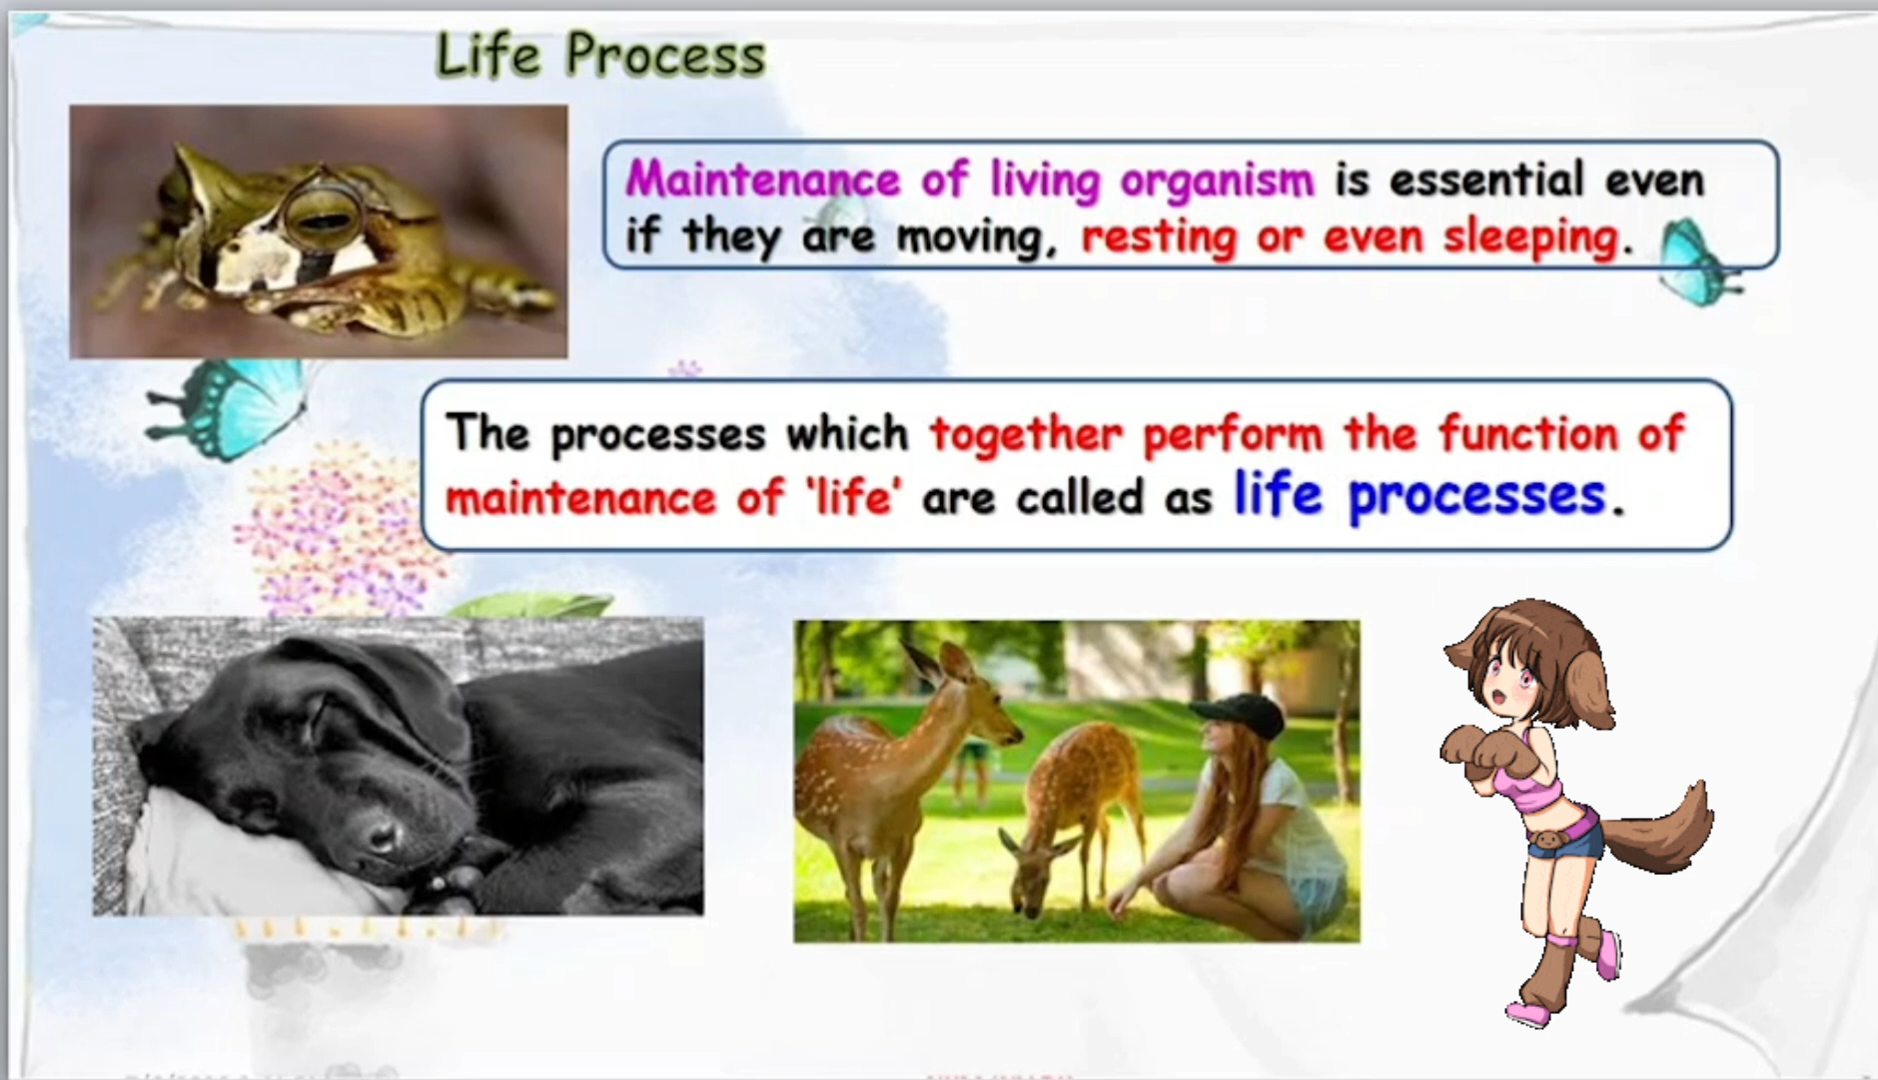 Life Process
Maintenance of living organism is essential even
if they are moving, resting or even sleeping.
The processes which together perform the function of
maintenance of 'life' are called as life processes.